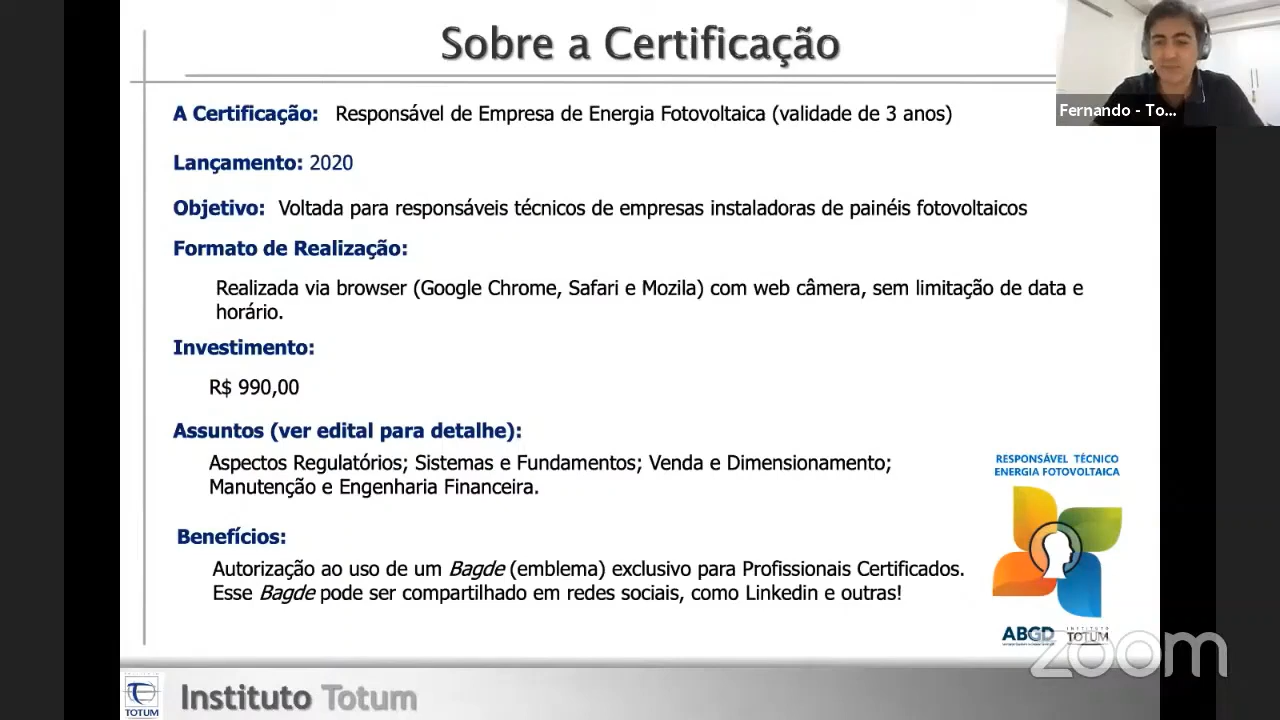 Sobre a Certificação
Fernando - To...
A Certificação: Responsável de Empresa de Energia Fotovoltaica (validade de 3 anos)
Lançamento: 2020
Objetivo: Voltada para responsáveis técnicos de empresas instaladoras de painéis fotovoltaicos
Formato de Realização:
Realizada via browser (Google Chrome, Safari e Mozila) com web câmera, sem limitação de data e
horário.
Investimento:
R$ 990,00
Assuntos (ver edital para detalhe):
Aspectos Regulatórios; Sistemas e Fundamentos; Venda e Dimensionamento;
Manutenção e Engenharia Financeira.
Benefícios:
Autorização ao uso de um Bagde (emblema) exclusivo para Profissionais Certificados.
Esse Bagde pode ser compartilhado em redes sociais, como Linkedin e outras!
RESPONSÁVEL TÉCNICO
ENERGIA FOTOVOLTAICA
ABGD
INSTITUTO
TOTUM
zoom
TOTUM
Instituto Totum